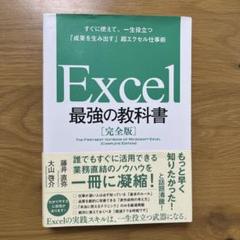 すぐに使えて、一生役立つ
「成果を生み出す」超エクセル仕事術
Excel
最強の教科書
［完全版］
THE PERFECT TEXTBOOK OF MICROSOFT EXCEL
[COMPLETE EDITION]
藤井 直弥
大山 啓介
もっと早く
知りたかった！
と話題沸騰！
誰でもすぐに活用できる
業務直結のノウハウを
一冊に凝縮！
Excelの実践スキルは、一生役立つ武器になる。